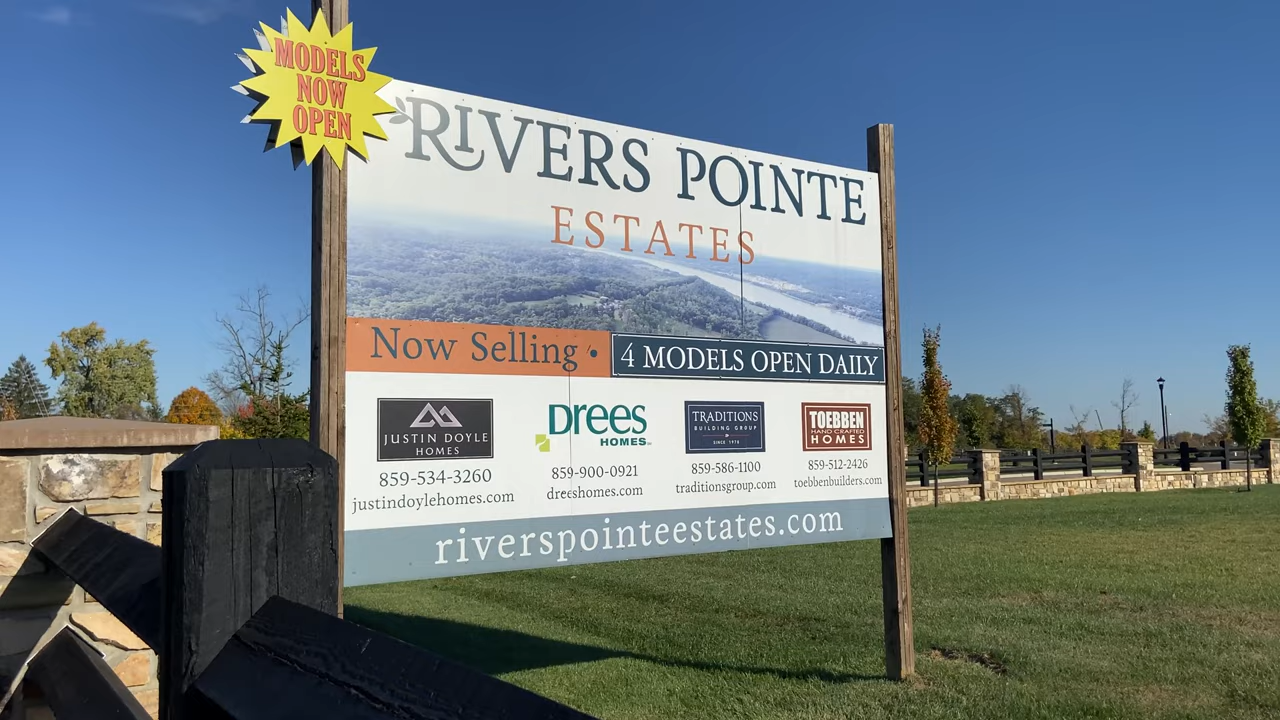 MODELS
NOW
OPEN
RIVERS POINTE
ESTATES
Now Selling •
4 MODELS OPEN DAILY
JUSTIN DOYLE
HOMES
859-534-3260
justindoylehomes.com
DREES
HOMES
859-900-0921
dreeshomes.com
TRADITIONS
BUILDING GROUP
SINCE 1978
859-586-1100
traditionsgroup.com
TOEBBEN
HAND CRAFTED
HOMES
859-512-2426
toebbenbuilders.com
riverspointeestates.com